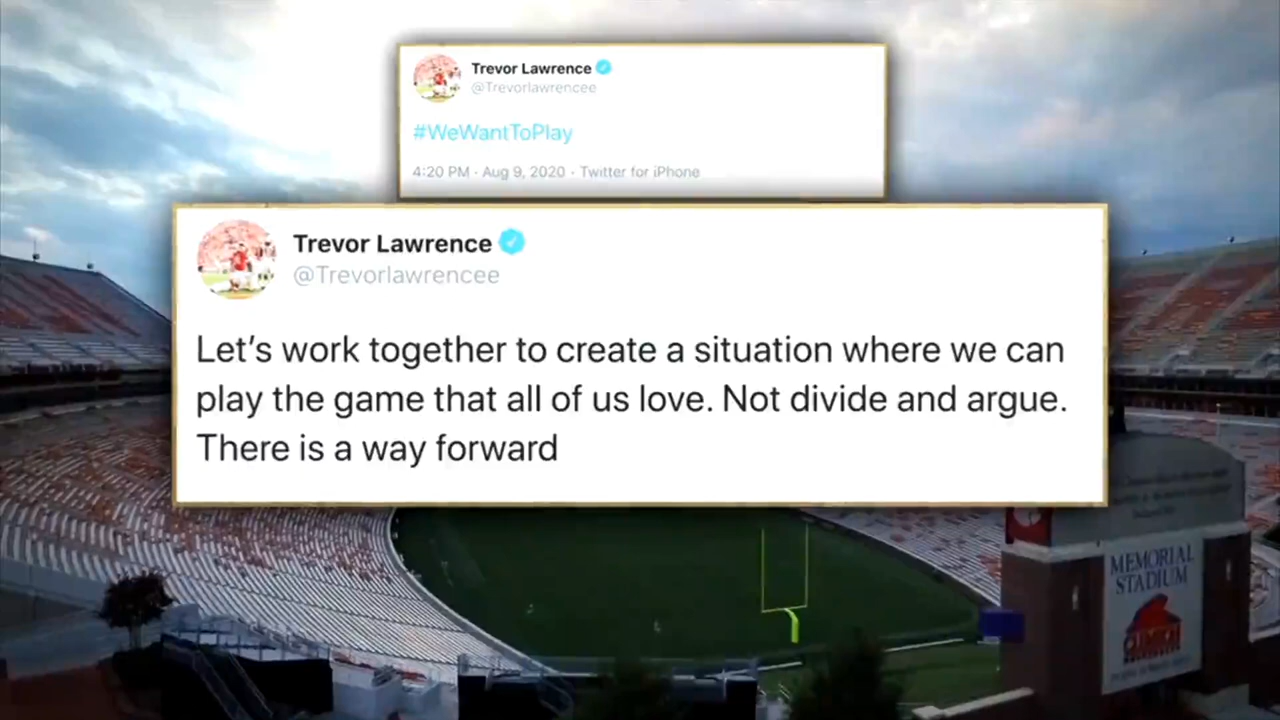 Trevor Lawrence
@Trevorlawrencee
#WeWantToPlay
4:20 PM · Aug 9, 2020 · Twitter for iPhone
Trevor Lawrence
@Trevorlawrencee
Let’s work together to create a situation where we can
play the game that all of us love. Not divide and argue.
There is a way forward
MEMORIAL
STADIUM